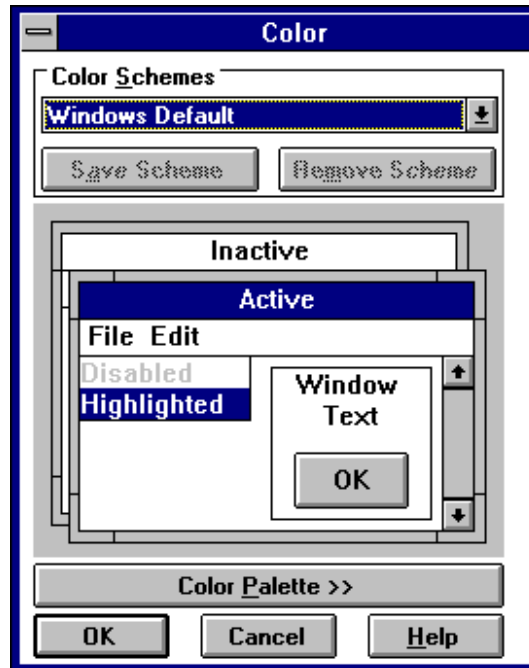 Color
Color Schemes
Windows Default
Save Scheme Remove Scheme
Inactive
Active
File Edit
Disabled
Highlighted
Window
Text
OK
Color Palette >>
OK Cancel Help